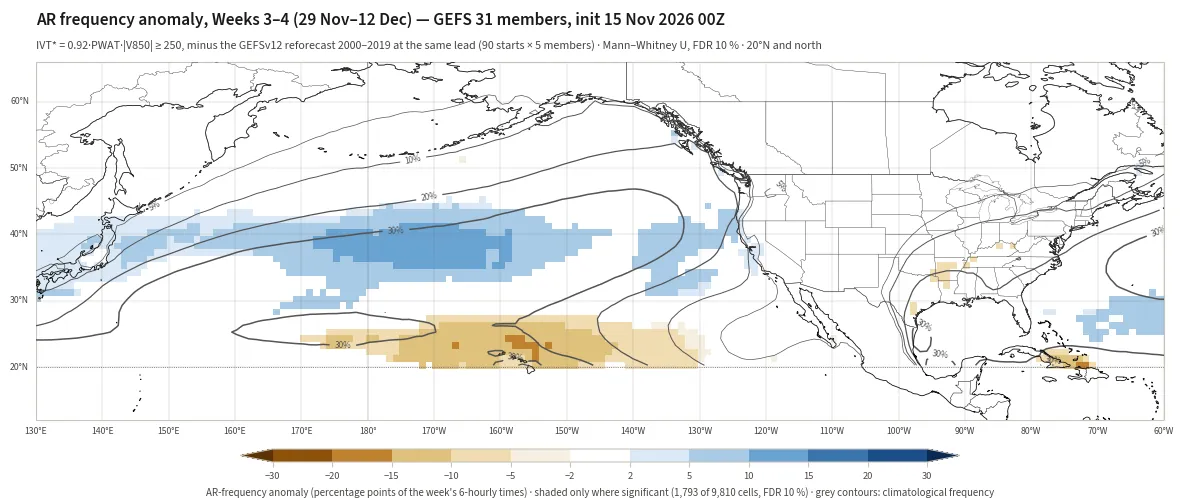 AR frequency anomaly, Weeks 3–4 (29 Nov–12 Dec) — GEFS 31 members, init 15 Nov 2026 00Z
IVT* = 0.92·PWAT·|V850| ≥ 250, minus the GEFSv12 reforecast 2000–2019 at the same lead (90 starts × 5 members) · Mann–Whitney U, FDR 10 % · 20°N and north
60°N
50°N
40°N
30°N
20°N
10%
5%
5%
5%
20%
30%
30%
30%
30%
30%
30%
130°E 140°E 150°E 160°E 170°E 180° 170°W 160°W 150°W 140°W 130°W 120°W 110°W 100°W 90°W 80°W 70°W 60°W
−30 −20 −15 −10 −5 −2 2 5 10 15 20 30
AR-frequency anomaly (percentage points of the week's 6-hourly times) · shaded only where significant (1,793 of 9,810 cells, FDR 10 %) · grey contours: climatological frequency